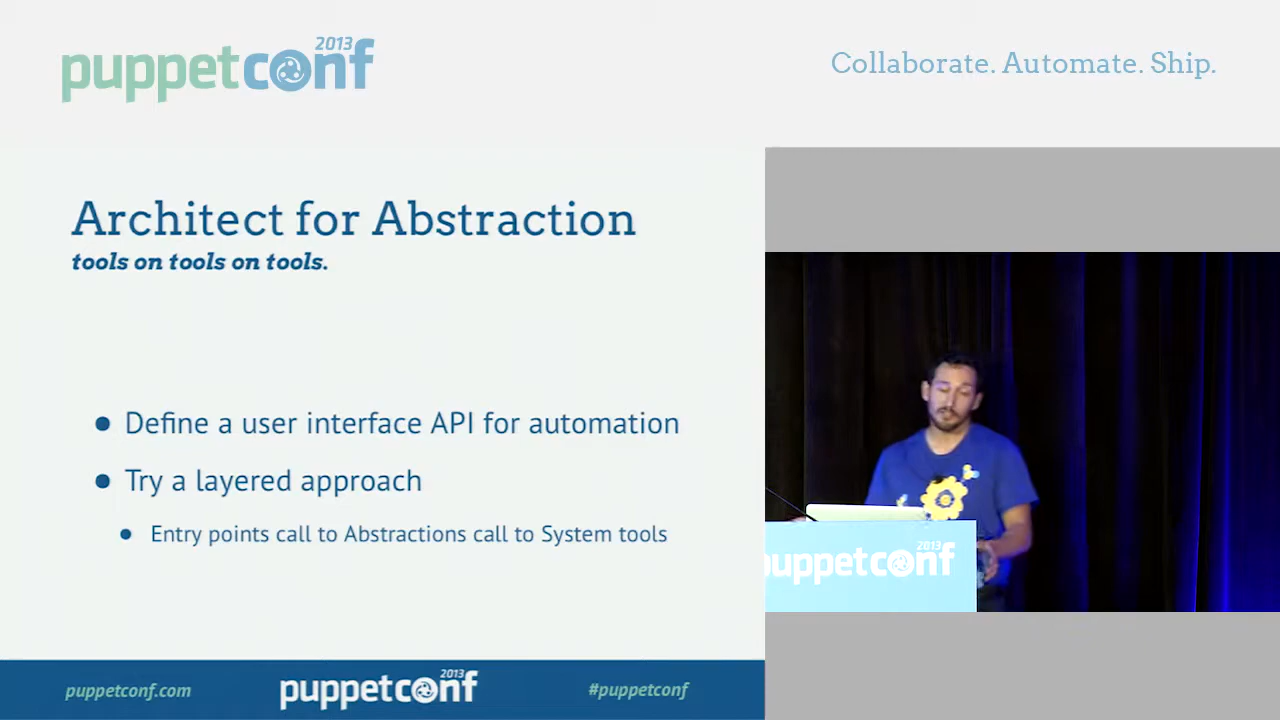 puppetconf 2013
Collaborate. Automate. Ship.
Architect for Abstraction
tools on tools on tools.
● Define a user interface API for automation
● Try a layered approach
● Entry points call to Abstractions call to System tools
puppetconf 2013
puppetconf.com
puppetconf 2013
#puppetconf